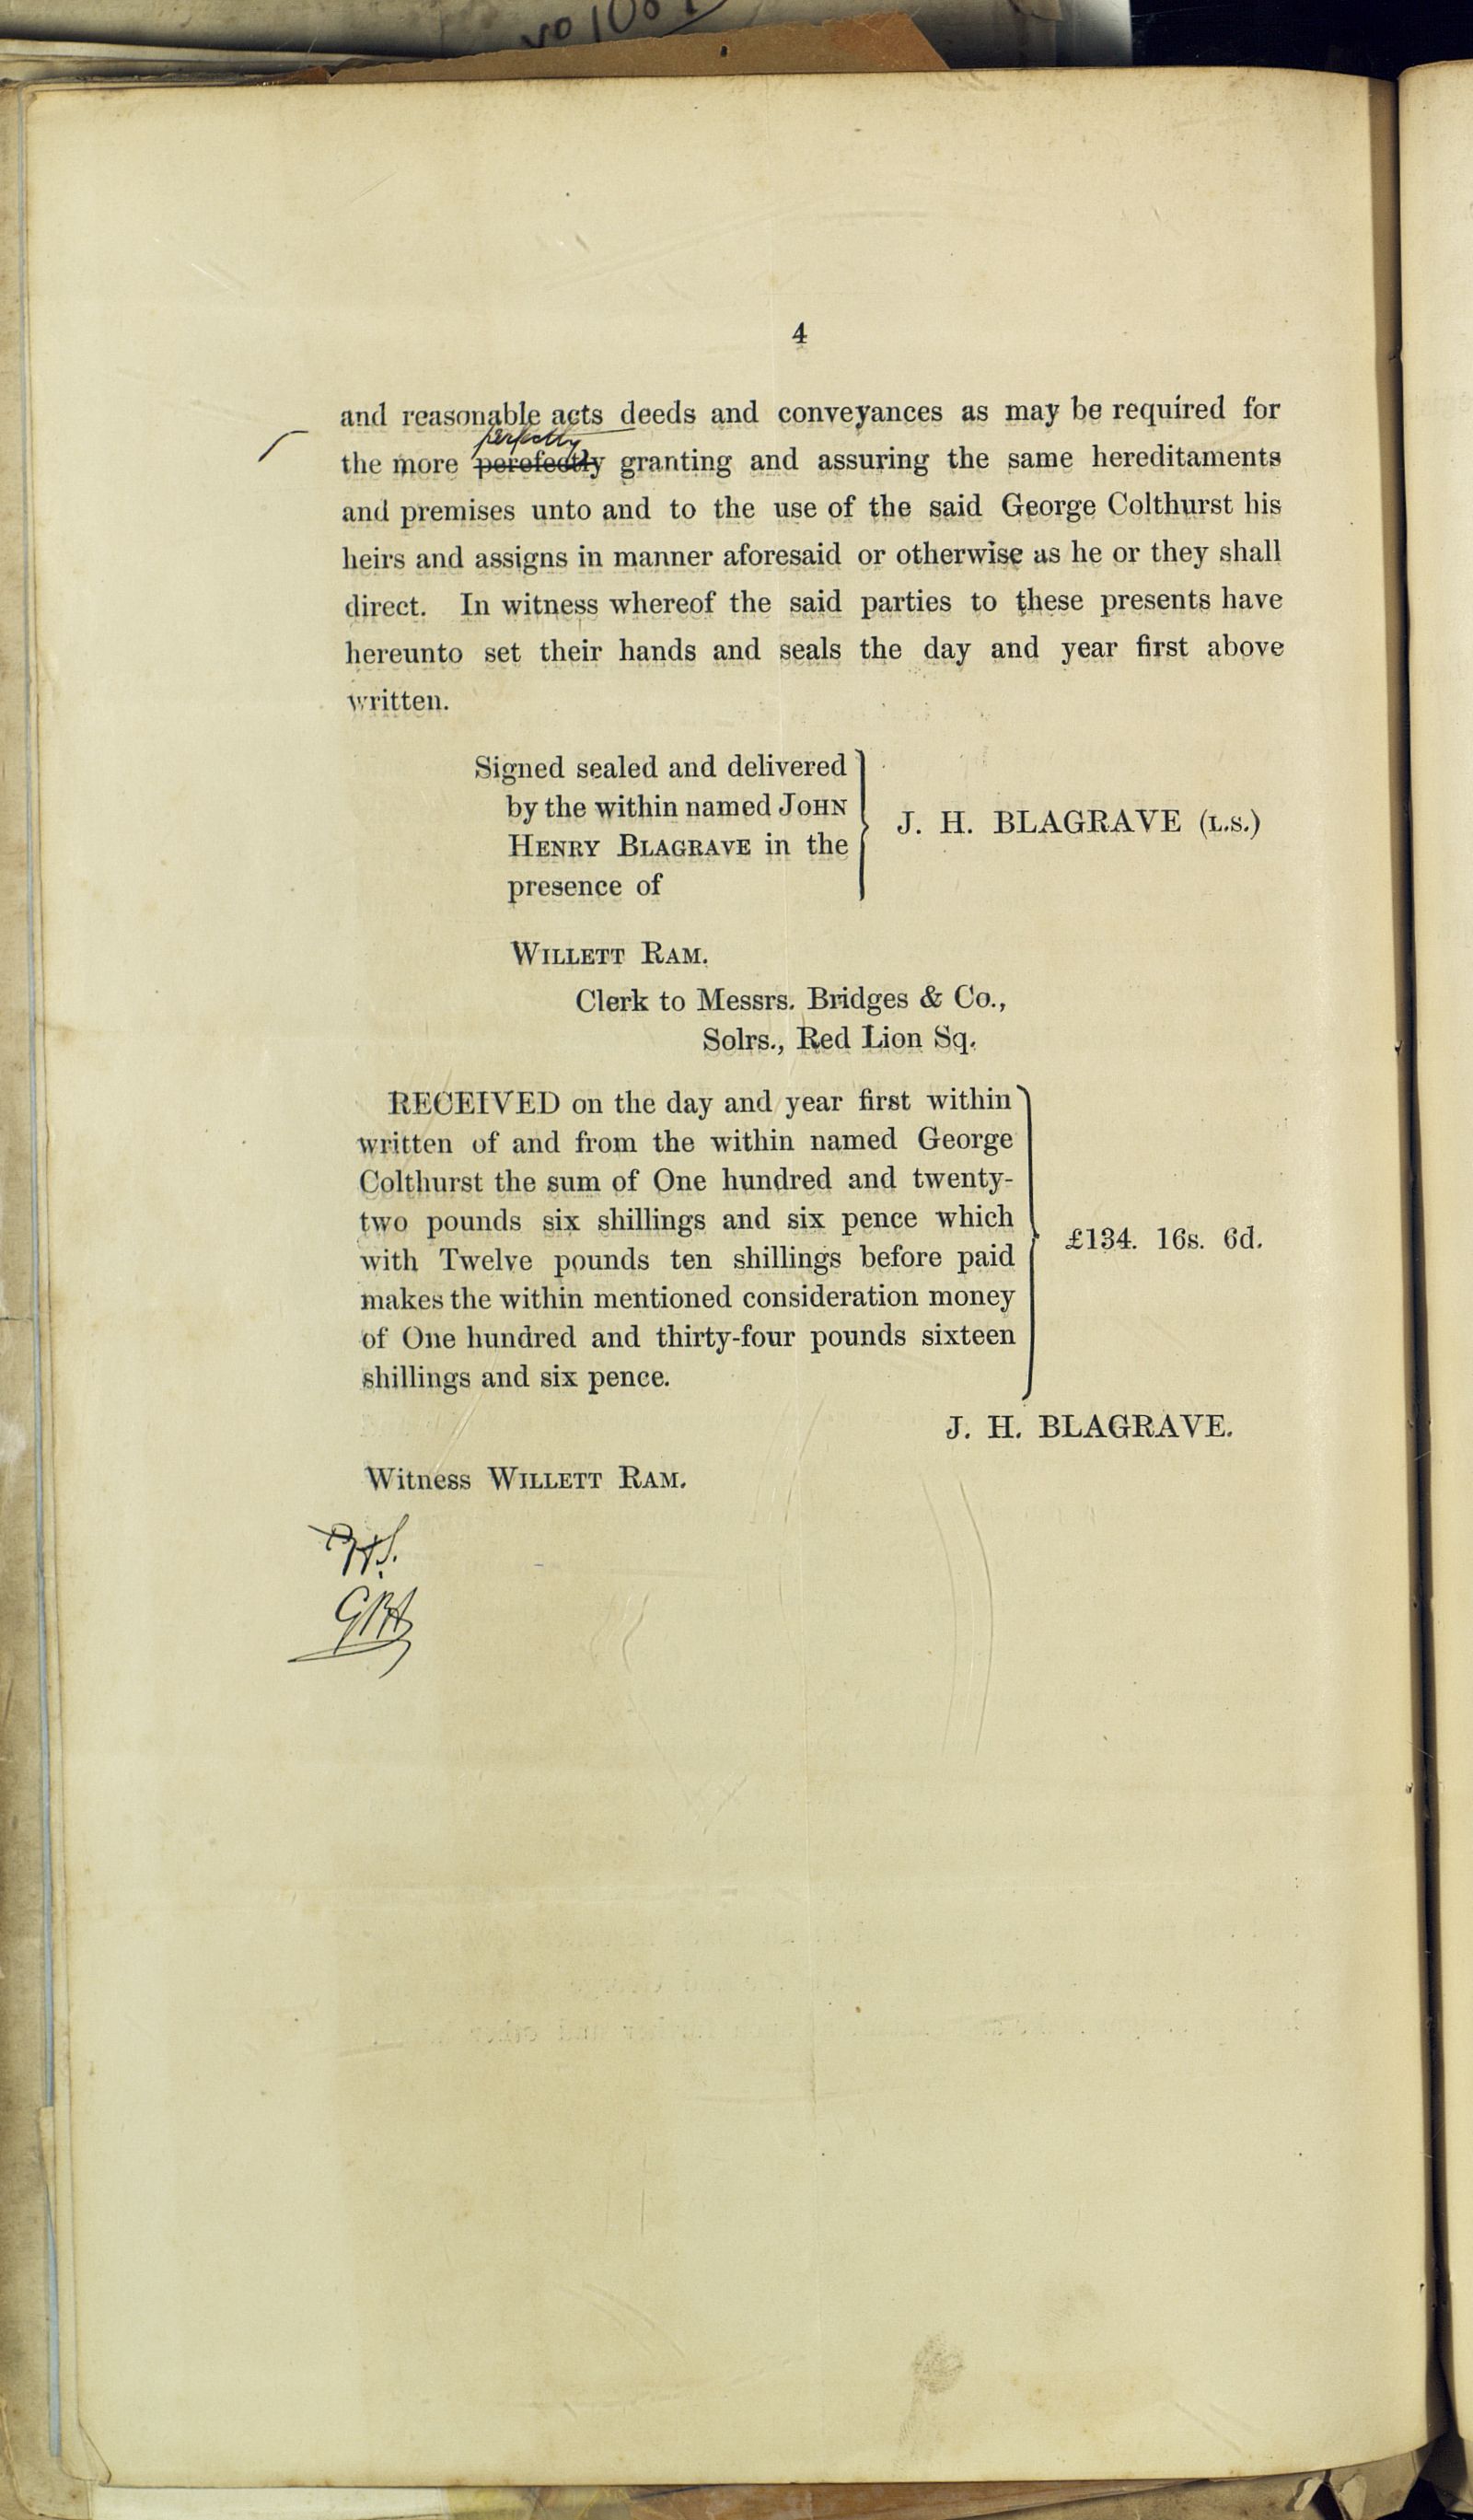 4
and reasonable acts deeds and conveyances as may be required for
perfectly
the more perefectly granting and assuring the same hereditaments
and premises unto and to the use of the said George Colthurst his
heirs and assigns in manner aforesaid or otherwise as he or they shall
direct. In witness whereof the said parties to these presents have
hereunto set their hands and seals the day and year first above
written.
Signed sealed and delivered
by the within named JOHN
HENRY BLAGRAVE in the
presence of
J. H. BLAGRAVE (L.S.)
WILLETT RAM.
Clerk to Messrs. Bridges & Co.,
Solrs., Red Lion Sq.
RECEIVED on the day and year first within
written of and from the within named George
Colthurst the sum of One hundred and twenty-
two pounds six shillings and six pence which
with Twelve pounds ten shillings before paid
makes the within mentioned consideration money
of One hundred and thirty-four pounds sixteen
shillings and six pence.
£134. 16s. 6d.
J. H. BLAGRAVE.
Witness WILLETT RAM.